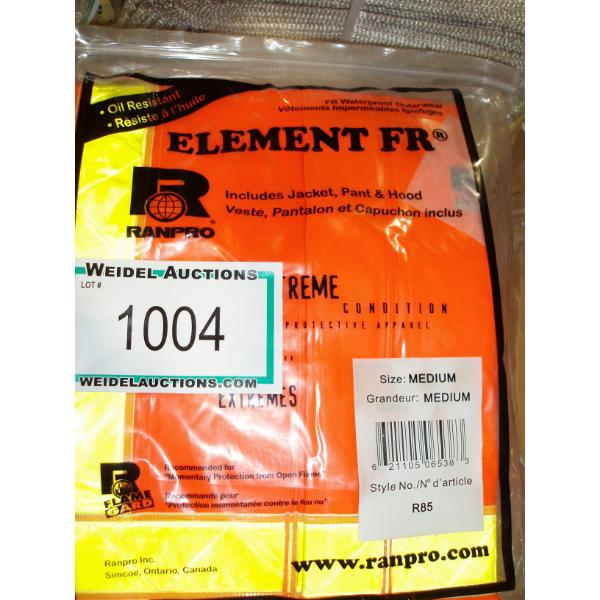 • Oil Resistant
• Résiste à l'huile
FR Waterproof Outerwear
Vêtements Imperméables Ignifuges
ELEMENT FR®
R
RANPRO®
Includes Jacket, Pant & Hood
Veste, Pantalon et Capuchon inclus
WEIDEL AUCTIONS
LOT #
1004
WEIDELAUCTIONS.COM
TREME
CONDITION
PROTECTIVE APPAREL
EXTREMES
Size: MEDIUM
Grandeur: MEDIUM
6 21105 06538 3
Style No./Nº d'article
R85
R
FLAME
GARD
Recommended for
"Momentary Protection from Open Flame"
Recommandé pour
"Protection momentanée contre le feu nu"
Ranpro Inc.
Simcoe, Ontario, Canada
www.ranpro.com